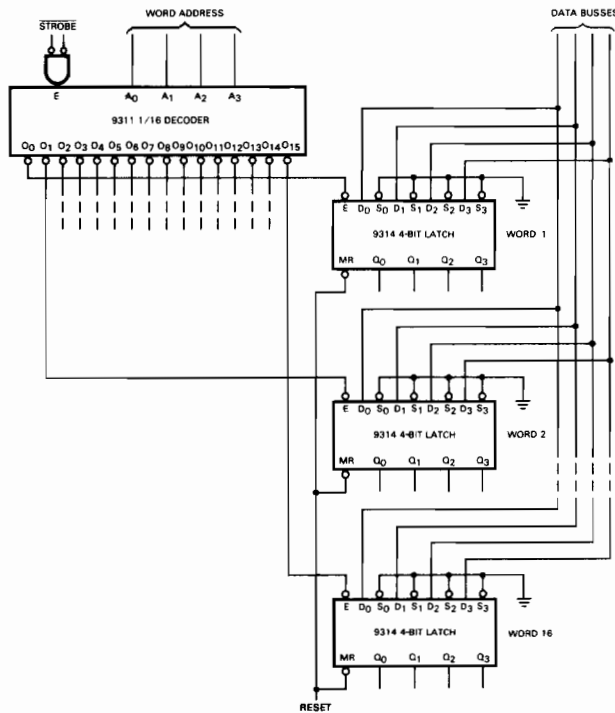 STROBE WORD ADDRESS DATA BUSSES
E A0 A1 A2 A3
9311 1/16 DECODER
O0 O1 O2 O3 O4 O5 O6 O7 O8 O9 O10 O11 O12 O13 O14 O15
E D0 S0 D1 S1 D2 S2 D3 S3
9314 4-BIT LATCH WORD 1
MR Q0 Q1 Q2 Q3
E D0 S0 D1 S1 D2 S2 D3 S3
9314 4-BIT LATCH WORD 2
MR Q0 Q1 Q2 Q3
E D0 S0 D1 S1 D2 S2 D3 S3
9314 4-BIT LATCH WORD 16
MR Q0 Q1 Q2 Q3
RESET